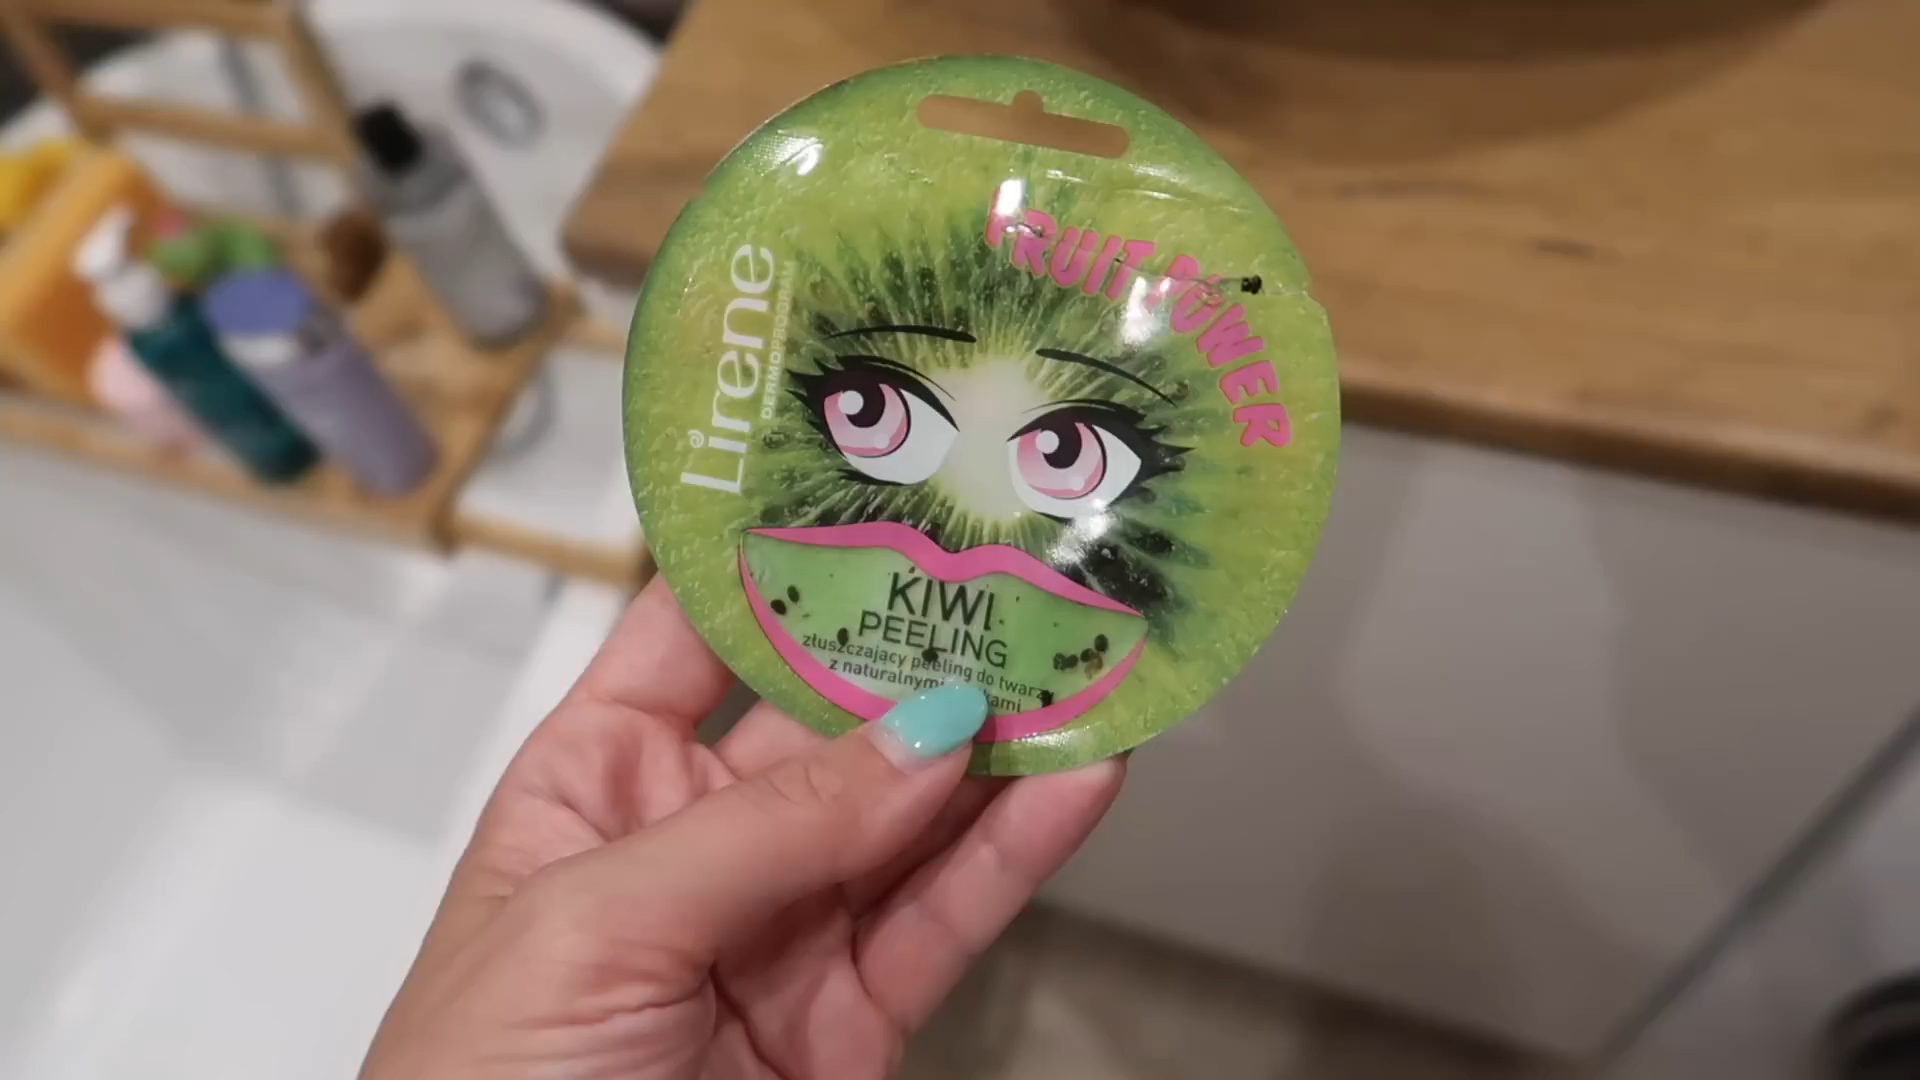 Lirene
DERMOPROGRAM
FRUIT POWER
KIWI
PEELING
złuszczający peeling do twarzy
z naturalnymi